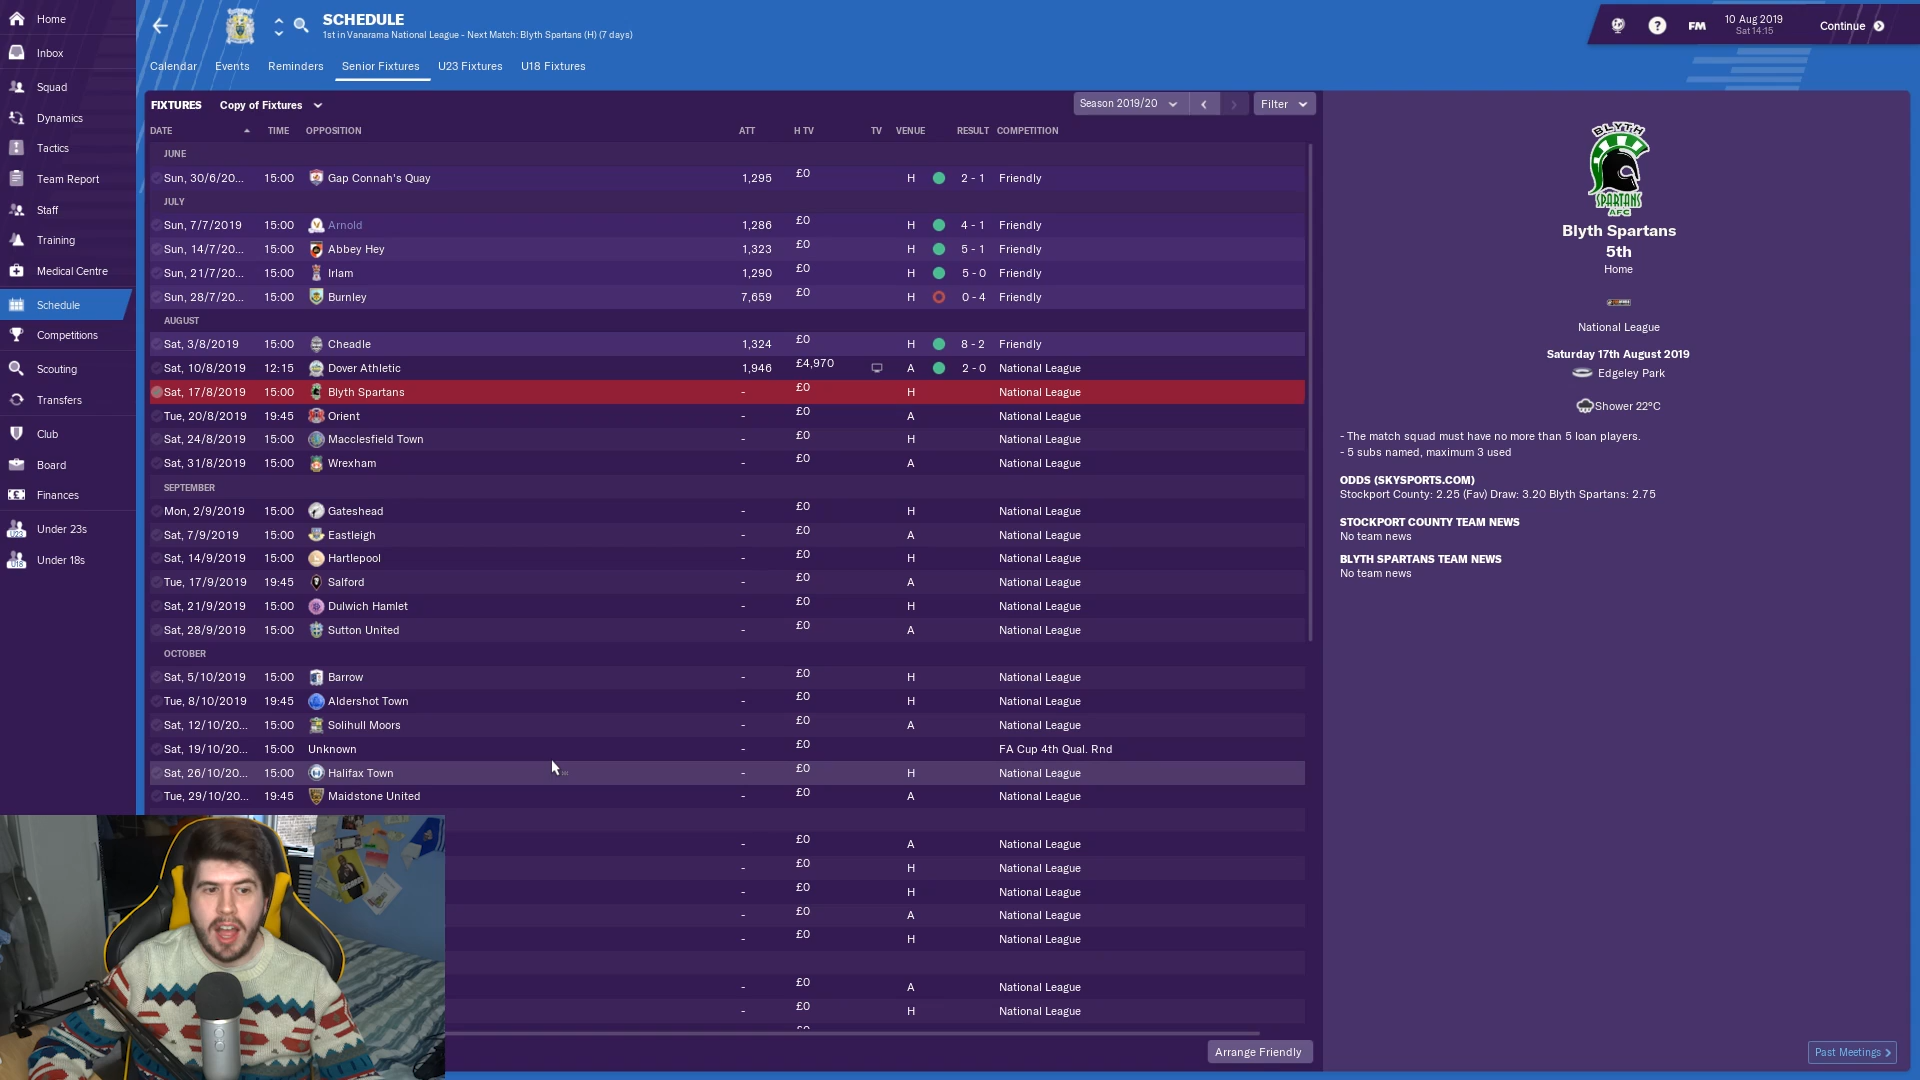 Home
Inbox
Squad
Dynamics
Tactics
Team Report
Staff
Training
Medical Centre
Schedule
Competitions
Scouting
Transfers
Club
Board
Finances
Under 23s
Under 18s
SCHEDULE
1st in Vanarama National League - Next Match: Blyth Spartans (H) (7 days)
FM
10 Aug 2019
Sat 14:15
Continue
Calendar Events Reminders Senior Fixtures U23 Fixtures U18 Fixtures
FIXTURES Copy of Fixtures Season 2019/20 Filter
DATE TIME OPPOSITION ATT H TV TV VENUE RESULT COMPETITION
JUNE
Sun, 30/6/20... 15:00 Gap Connah's Quay 1,295 £0 H 2 - 1 Friendly
JULY
Sun, 7/7/2019 15:00 Arnold 1,286 £0 H 4 - 1 Friendly
Sun, 14/7/20... 15:00 Abbey Hey 1,323 £0 H 5 - 1 Friendly
Sun, 21/7/20... 15:00 Irlam 1,290 £0 H 5 - 0 Friendly
Sun, 28/7/20... 15:00 Burnley 7,659 £0 H 0 - 4 Friendly
AUGUST
Sat, 3/8/2019 15:00 Cheadle 1,324 £0 H 8 - 2 Friendly
Sat, 10/8/2019 12:15 Dover Athletic 1,946 £4,970 A 2 - 0 National League
Sat, 17/8/2019 15:00 Blyth Spartans - £0 H National League
Tue, 20/8/2019 19:45 Orient - £0 A National League
Sat, 24/8/2019 15:00 Macclesfield Town - £0 H National League
Sat, 31/8/2019 15:00 Wrexham - £0 A National League
SEPTEMBER
Mon, 2/9/2019 15:00 Gateshead - £0 H National League
Sat, 7/9/2019 15:00 Eastleigh - £0 A National League
Sat, 14/9/2019 15:00 Hartlepool - £0 H National League
Tue, 17/9/2019 19:45 Salford - £0 A National League
Sat, 21/9/2019 15:00 Dulwich Hamlet - £0 H National League
Sat, 28/9/2019 15:00 Sutton United - £0 A National League
OCTOBER
Sat, 5/10/2019 15:00 Barrow - £0 H National League
Tue, 8/10/2019 19:45 Aldershot Town - £0 H National League
Sat, 12/10/20... 15:00 Solihull Moors - £0 A National League
Sat, 19/10/20... 15:00 Unknown - £0 FA Cup 4th Qual. Rnd
Sat, 26/10/20... 15:00 Halifax Town - £0 H National League
Tue, 29/10/20... 19:45 Maidstone United - £0 A National League
- £0 A National League
- £0 H National League
- £0 H National League
- £0 A National League
- £0 H National League
- £0 A National League
- £0 H National League
Arrange Friendly
BLYTH
SPARTANS
AFC
Blyth Spartans
5th
Home
National League
Saturday 17th August 2019
Edgeley Park
Shower 22°C
- The match squad must have no more than 5 loan players.
- 5 subs named, maximum 3 used
ODDS (SKYSPORTS.COM)
Stockport County: 2.25 (Fav) Draw: 3.20 Blyth Spartans: 2.75
STOCKPORT COUNTY TEAM NEWS
No team news
BLYTH SPARTANS TEAM NEWS
No team news
Past Meetings